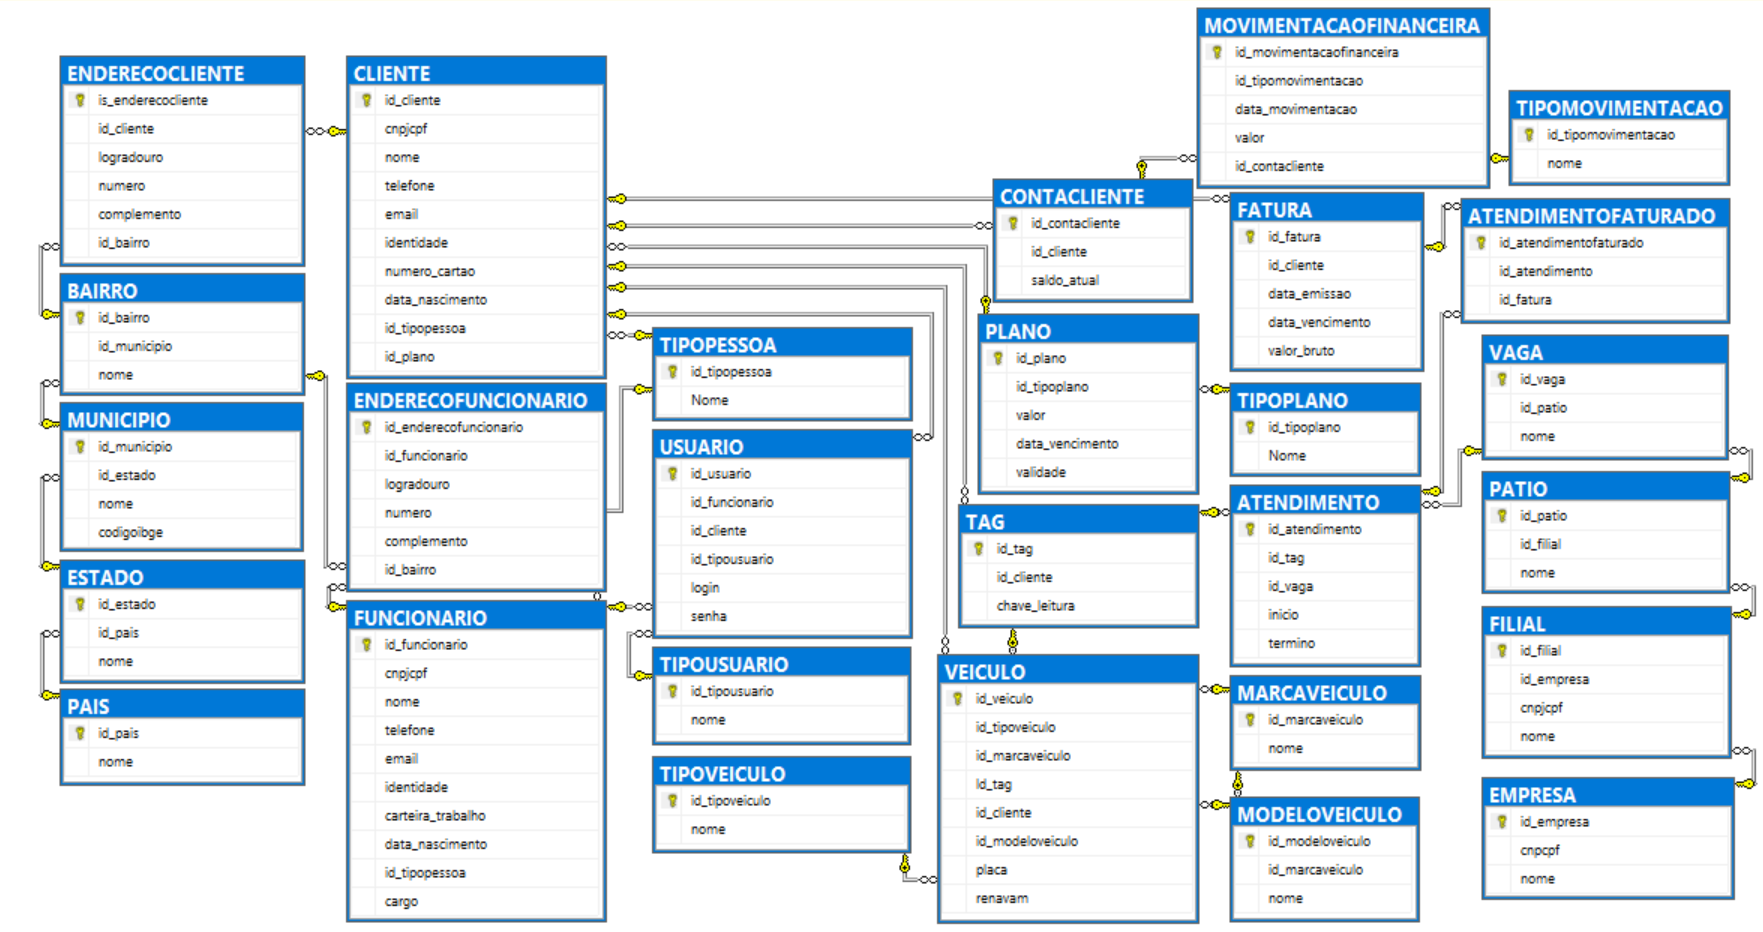 ENDERECOCLIENTE
is_enderecocliente
id_cliente
logradouro
numero
complemento
id_bairro
BAIRRO
id_bairro
id_municipio
nome
MUNICIPIO
id_municipio
id_estado
nome
codigoibge
ESTADO
id_estado
id_pais
nome
PAIS
id_pais
nome
CLIENTE
id_cliente
cnpjcpf
nome
telefone
email
identidade
numero_cartao
data_nascimento
id_tipopessoa
id_plano
ENDERECOFUNCIONARIO
id_enderecofuncionario
id_funcionario
logradouro
numero
complemento
id_bairro
FUNCIONARIO
id_funcionario
cnpjcpf
nome
telefone
email
identidade
carteira_trabalho
data_nascimento
id_tipopessoa
cargo
TIPOPESSOA
id_tipopessoa
Nome
USUARIO
id_usuario
id_funcionario
id_cliente
id_tipousuario
login
senha
TIPOUSUARIO
id_tipousuario
nome
TIPOVEICULO
id_tipoveiculo
nome
CONTACLIENTE
id_contacliente
id_cliente
saldo_atual
PLANO
id_plano
id_tipoplano
valor
data_vencimento
validade
TAG
id_tag
id_cliente
chave_leitura
VEICULO
id_veiculo
id_tipoveiculo
id_marcaveiculo
Id_tag
id_cliente
id_modeloveiculo
placa
renavam
MOVIMENTACAOFINANCEIRA
id_movimentacaofinanceira
id_tipomovimentacao
data_movimentacao
valor
id_contacliente
FATURA
id_fatura
id_cliente
data_emissao
data_vencimento
valor_bruto
TIPOPLANO
id_tipoplano
Nome
ATENDIMENTO
id_atendimento
id_tag
id_vaga
inicio
termino
MARCAVEICULO
id_marcaveiculo
nome
MODELOVEICULO
id_modeloveiculo
id_marcaveiculo
nome
TIPOMOVIMENTACAO
id_tipomovimentacao
nome
ATENDIMENTOFATURADO
id_atendimentofaturado
id_atendimento
id_fatura
VAGA
id_vaga
id_patio
nome
PATIO
id_patio
id_filial
nome
FILIAL
id_filial
id_empresa
cnpjcpf
nome
EMPRESA
id_empresa
cnpcpf
nome